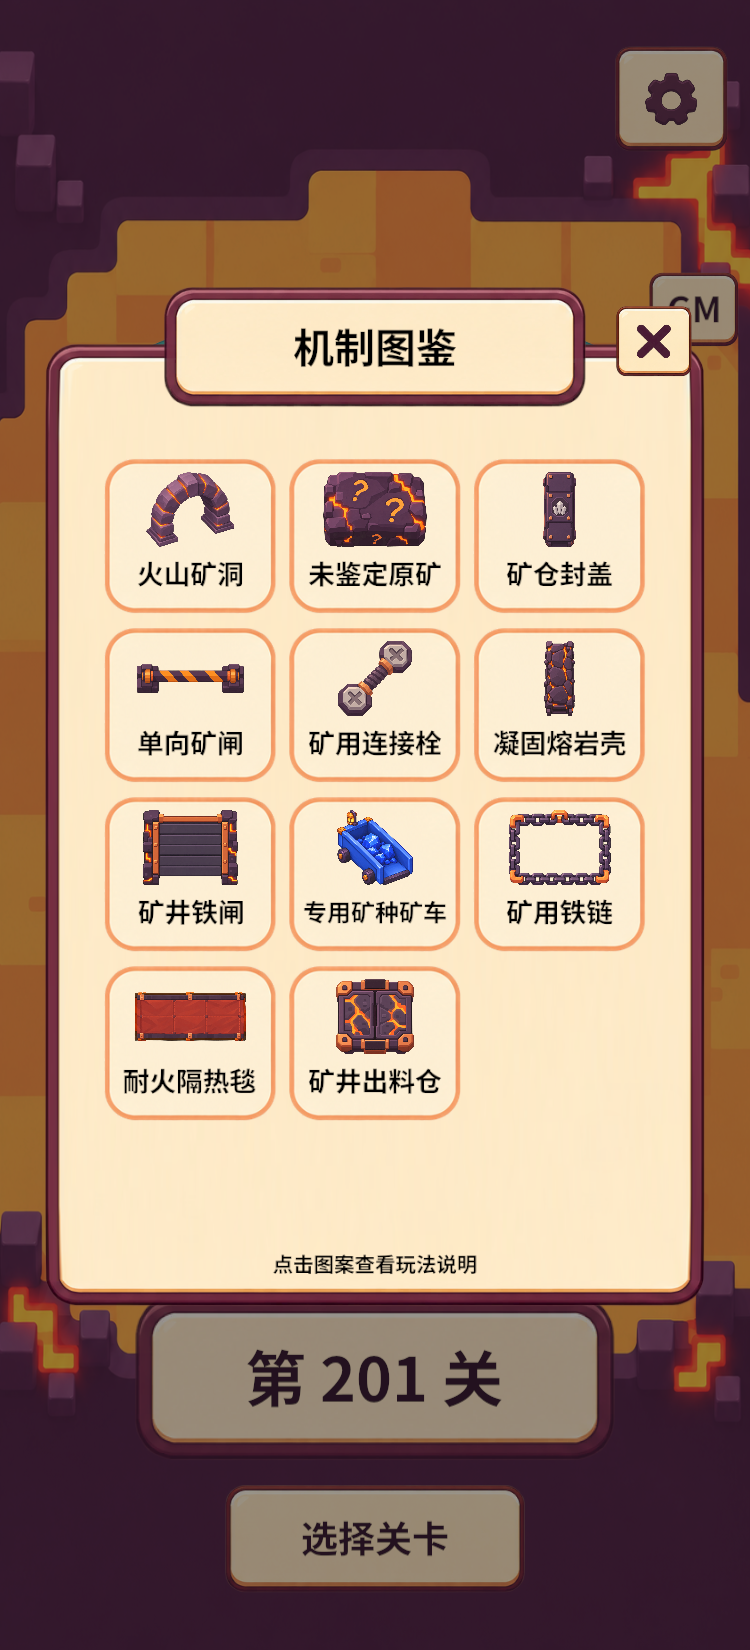 GM
机制图鉴
火山矿洞
未鉴定原矿
矿仓封盖
单向矿闸
矿用连接栓
凝固熔岩壳
矿井铁闸
专用矿种矿车
矿用铁链
耐火隔热毯
矿井出料仓
点击图案查看玩法说明
第 201 关
选择关卡